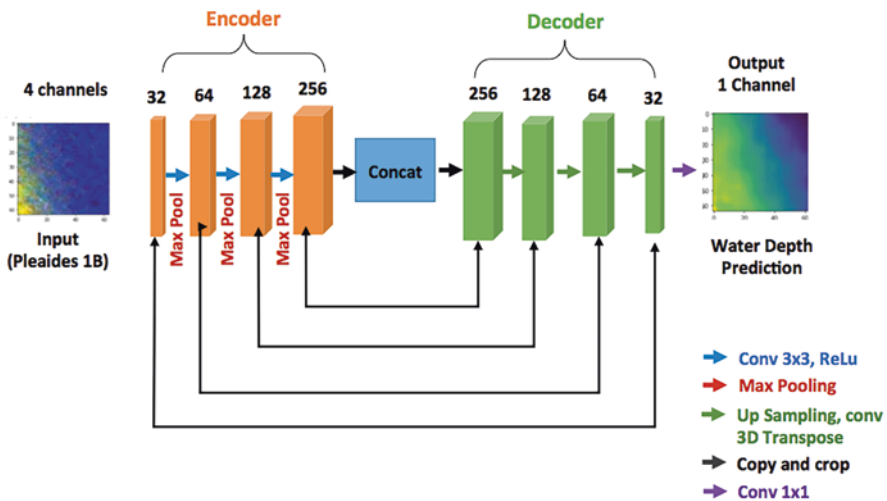 Encoder
Decoder
4 channels
32 64 128 256
256 128 64 32
Output
1 Channel
Concat
Max Pool
Max Pool
Max Pool
Input
(Pleaides 1B)
Water Depth
Prediction
Conv 3x3, ReLu
Max Pooling
Up Sampling, conv
3D Transpose
Copy and crop
Conv 1x1